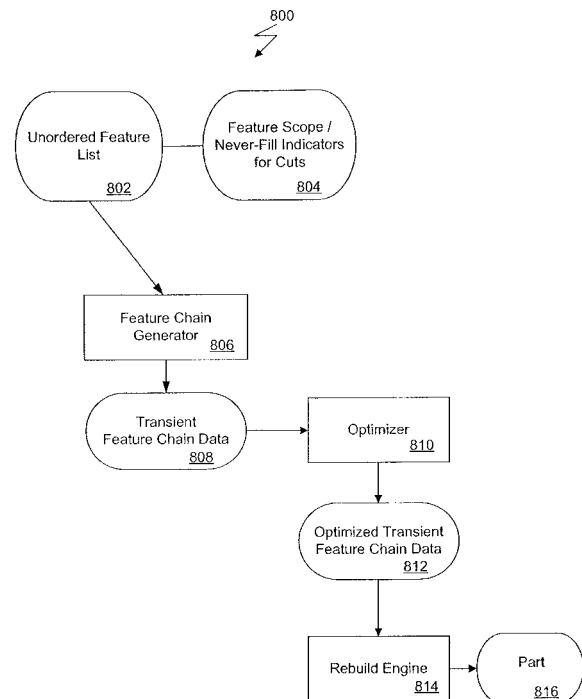 800
Unordered Feature
List
802
Feature Scope /
Never-Fill Indicators
for Cuts
804
Feature Chain
Generator
806
Transient
Feature Chain Data
808
Optimizer
810
Optimized Transient
Feature Chain Data
812
Rebuild Engine
814
Part
816